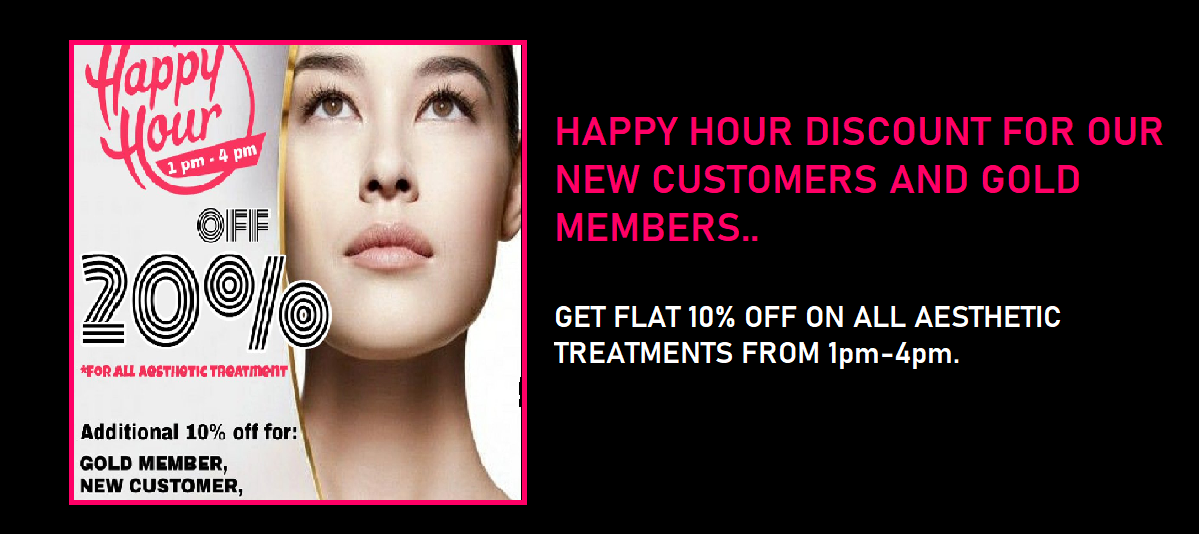 Happy
Hour
1 pm - 4 pm
OFF
20%
*FOR ALL AESTHETIC TREATMENT
Additional 10% off for:
GOLD MEMBER,
NEW CUSTOMER,
HAPPY HOUR DISCOUNT FOR OUR
NEW CUSTOMERS AND GOLD
MEMBERS..
GET FLAT 10% OFF ON ALL AESTHETIC
TREATMENTS FROM 1pm-4pm.